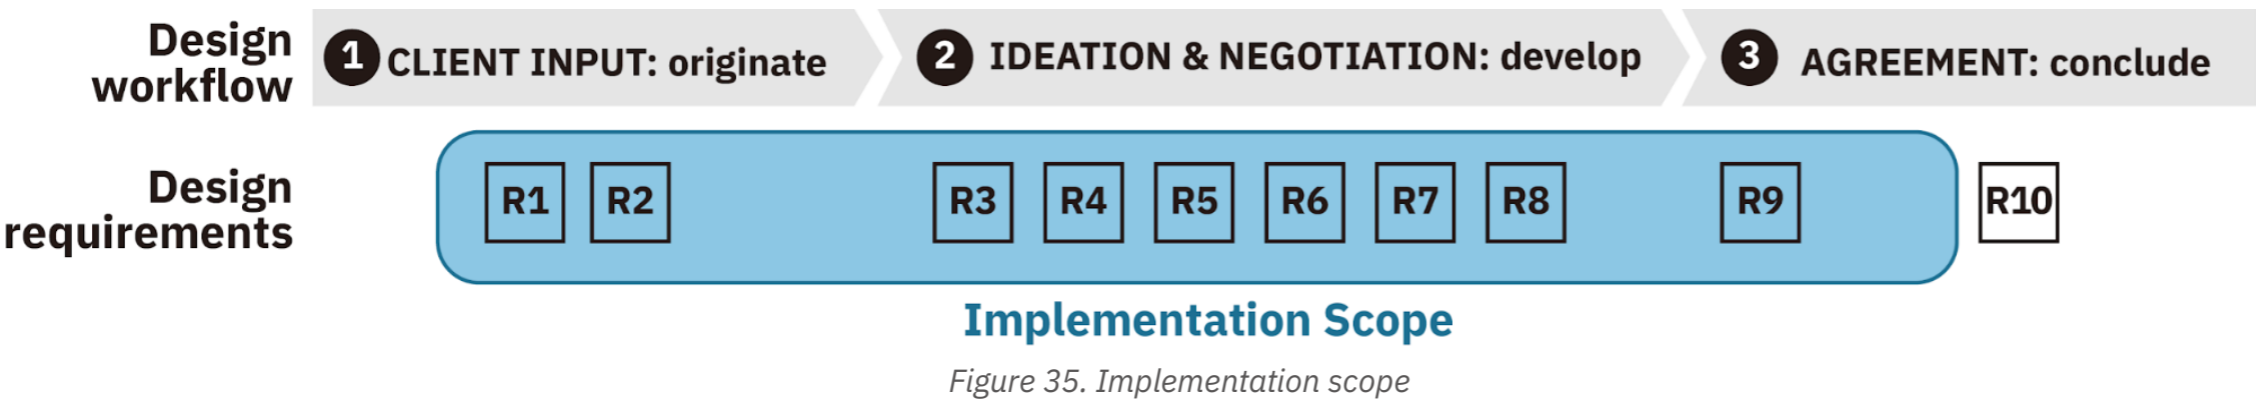 Design
workflow
1 CLIENT INPUT: originate
2 IDEATION & NEGOTIATION: develop
3 AGREEMENT: conclude
Design
requirements
R1 R2 R3 R4 R5 R6 R7 R8 R9 R10
Implementation Scope
Figure 35. Implementation scope